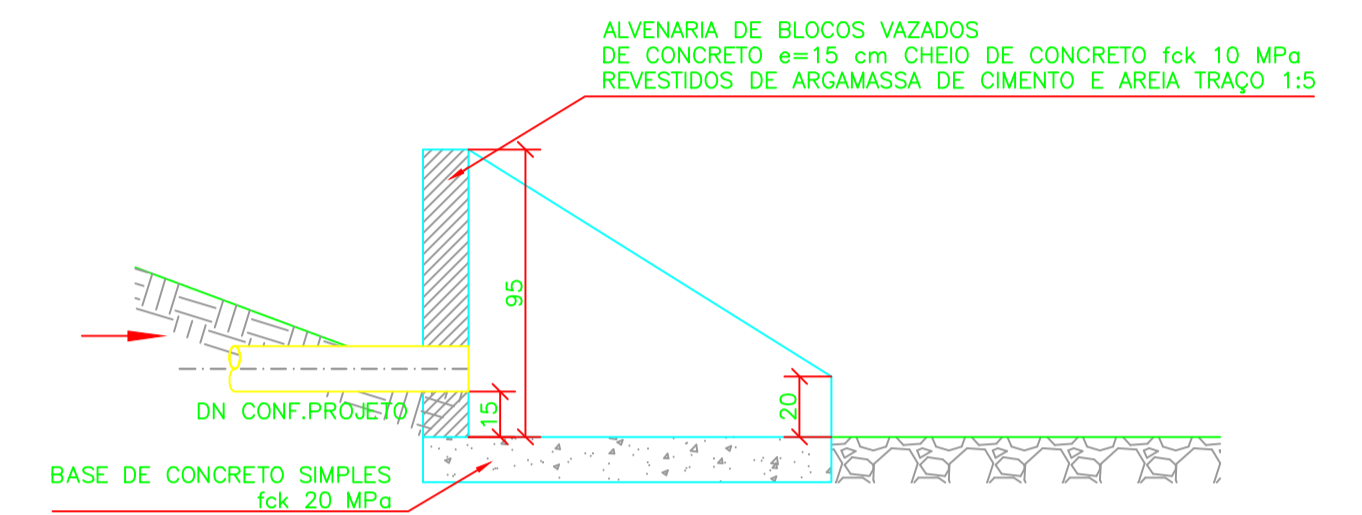 ALVENARIA DE BLOCOS VAZADOS
DE CONCRETO e=15 cm CHEIO DE CONCRETO fck 10 MPa
REVESTIDOS DE ARGAMASSA DE CIMENTO E AREIA TRAÇO 1:5
95
DN CONF.PROJETO
15
20
BASE DE CONCRETO SIMPLES
fck 20 MPa